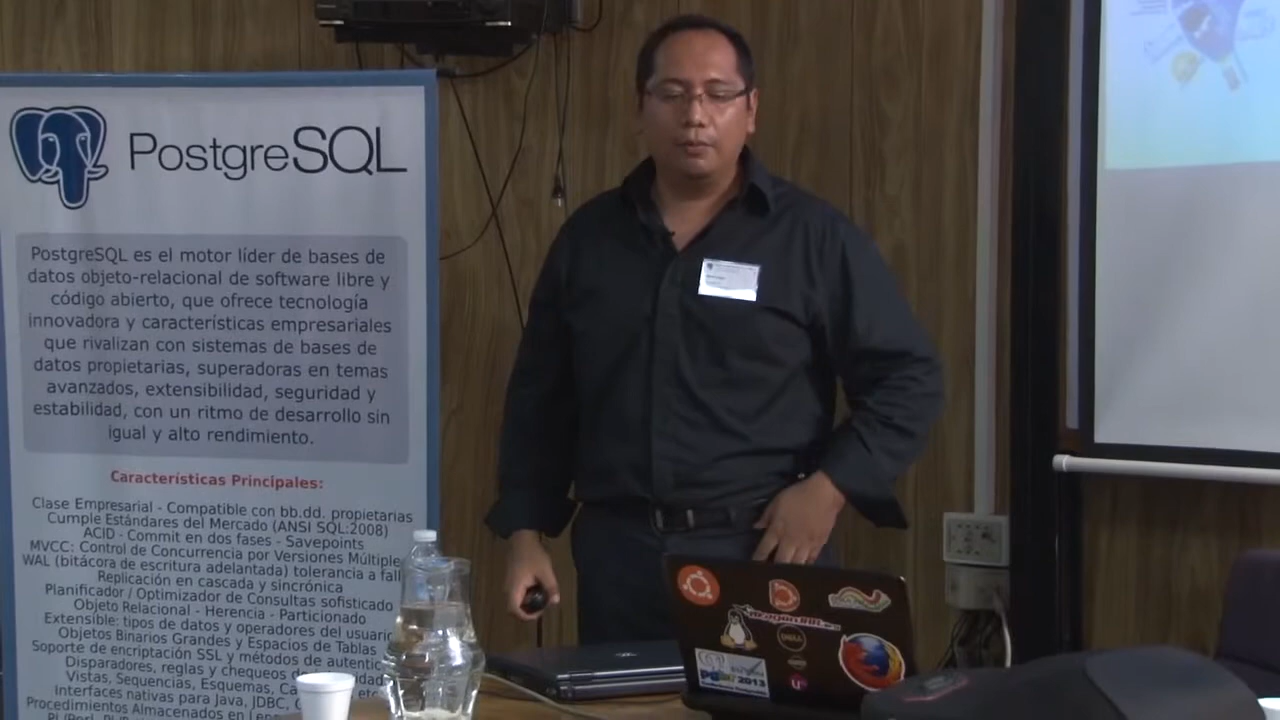 PostgreSQL
PostgreSQL es el motor líder de bases de
datos objeto-relacional de software libre y
código abierto, que ofrece tecnología
innovadora y características empresariales
que rivalizan con sistemas de bases de
datos propietarias, superadoras en temas
avanzados, extensibilidad, seguridad y
estabilidad, con un ritmo de desarrollo sin
igual y alto rendimiento.
Características Principales:
Clase Empresarial - Compatible con bb.dd. propietarias
Cumple Estándares del Mercado (ANSI SQL:2008)
ACID - Commit en dos fases - Savepoints
MVCC: Control de Concurrencia por Versiones Múltiple
WAL (bitácora de escritura adelantada) tolerancia a fall
Replicación en cascada y sincrónica
Planificador / Optimizador de Consultas sofisticado
Objeto Relacional - Herencia - Particionado
Extensible: tipos de datos y operadores del usuario
Objetos Binarios Grandes y Espacios de Tablas
Soporte de encriptación SSL y métodos de autentic
Disparadores, reglas y chequeos de
Vistas, Secuencias, Esquemas,
Interfaces nativas para Java, JDBC,
Procedimientos Almacenados en
DELL
2013